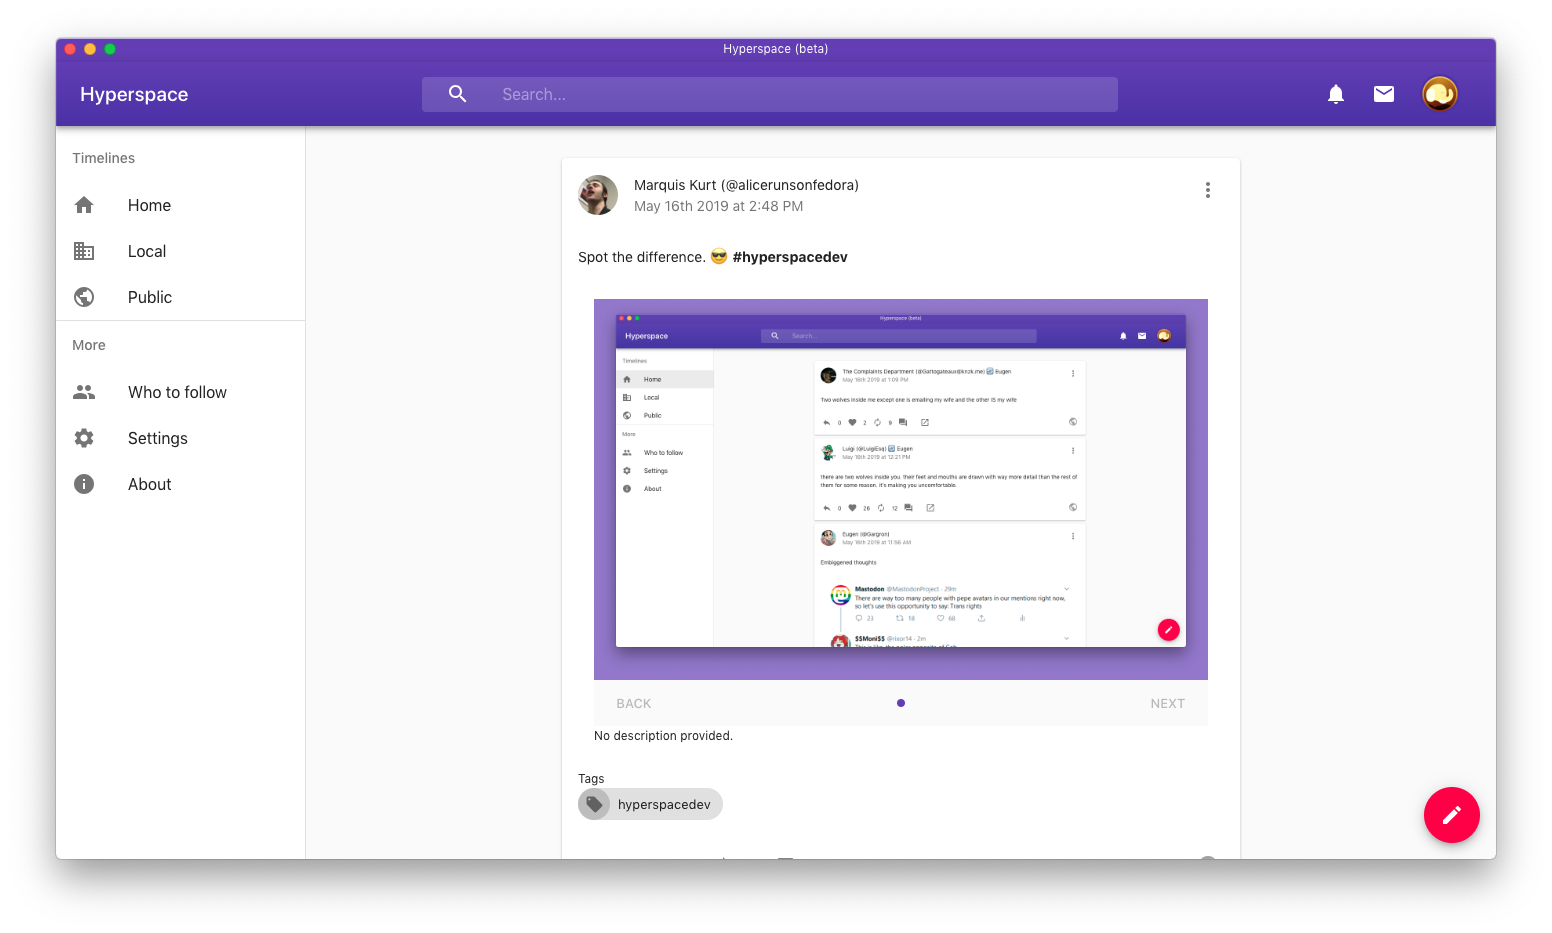 Hyperspace (beta)
Hyperspace
Search...
Timelines
Home
Local
Public
More
Who to follow
Settings
About
Marquis Kurt (@alicerunsonfedora)
May 16th 2019 at 2:48 PM
Spot the difference. 😎 #hyperspacedev
Hyperspace (beta)
Hyperspace
Search...
Timelines
Home
Local
Public
More
Who to follow
Settings
About
The Complaints Department (@Gattogateaux@knzk.me) 🔄 Eugen
May 16th 2019 at 1:09 PM
Two wolves inside me except one is emailing my wife and the other IS my wife
0 2 9
Luigi (@LuigiEsq) 🔄 Eugen
May 16th 2019 at 12:21 PM
there are two wolves inside you. their feet and mouths are drawn with way more detail than the rest of
them for some reason. it's making you uncomfortable.
0 26 12
Eugen (@Gargron)
May 16th 2019 at 11:56 AM
Embiggened thoughts
Mastodon @MastodonProject · 29m
There are way too many people with pepe avatars in our mentions right now,
so let's use this opportunity to say: Trans rights
23 18 68
$$Moni$$ @rixor14 · 2m
BACK
NEXT
No description provided.
Tags
hyperspacedev